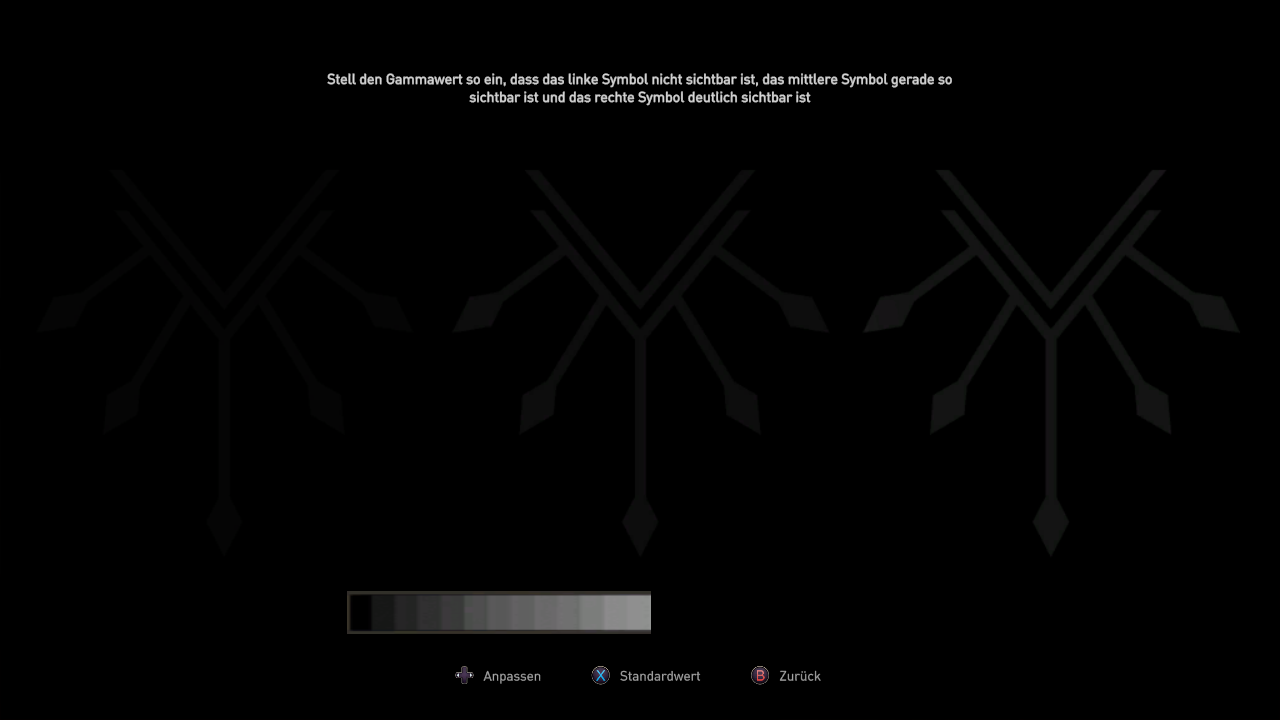 Stell den Gammawert so ein, dass das linke Symbol nicht sichtbar ist, das mittlere Symbol gerade so
sichtbar ist und das rechte Symbol deutlich sichtbar ist
Anpassen X Standardwert B Zurück